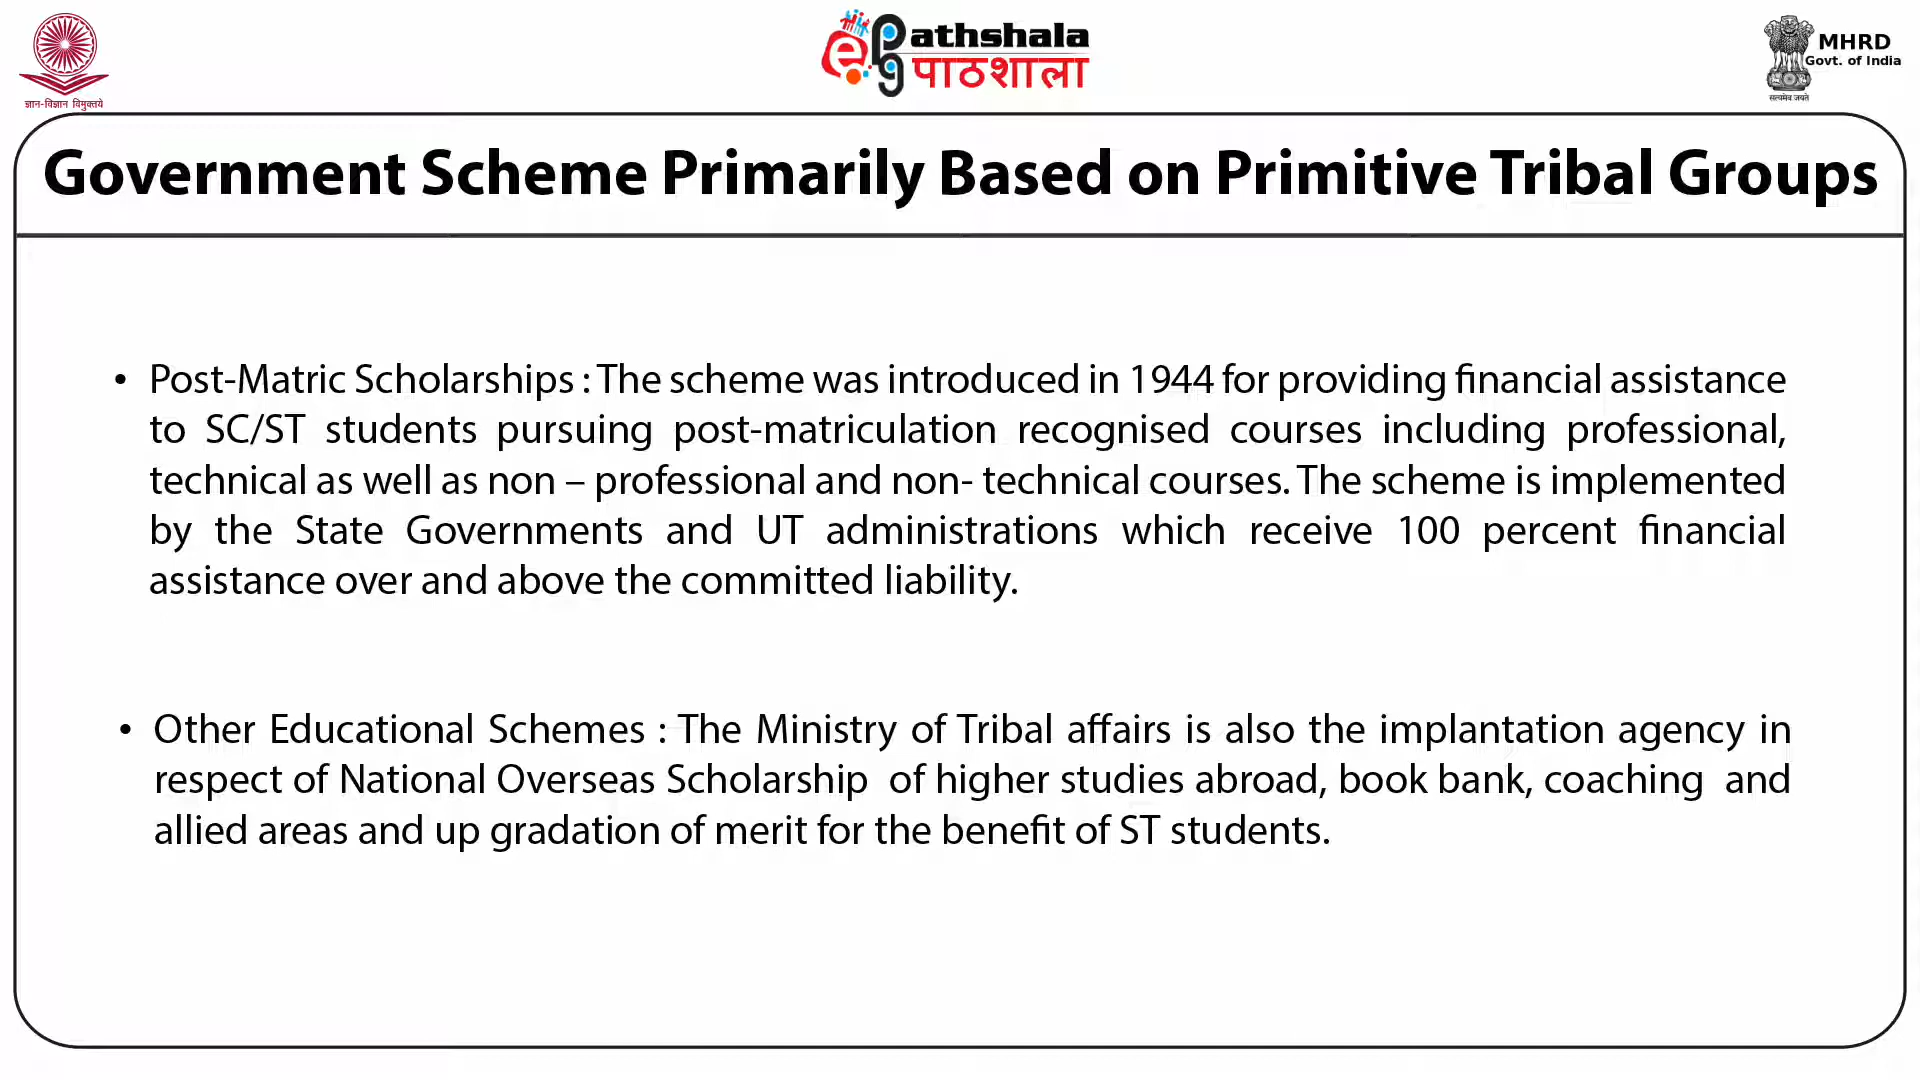 ज्ञान-विज्ञान विमुक्तये
ePathshala
पाठशाला
MHRD
Govt. of India
सत्यमेव जयते
Government Scheme Primarily Based on Primitive Tribal Groups
• Post-Matric Scholarships : The scheme was introduced in 1944 for providing financial assistance
to SC/ST students pursuing post-matriculation recognised courses including professional,
technical as well as non – professional and non- technical courses. The scheme is implemented
by the State Governments and UT administrations which receive 100 percent financial
assistance over and above the committed liability.
• Other Educational Schemes : The Ministry of Tribal affairs is also the implantation agency in
respect of National Overseas Scholarship of higher studies abroad, book bank, coaching and
allied areas and up gradation of merit for the benefit of ST students.